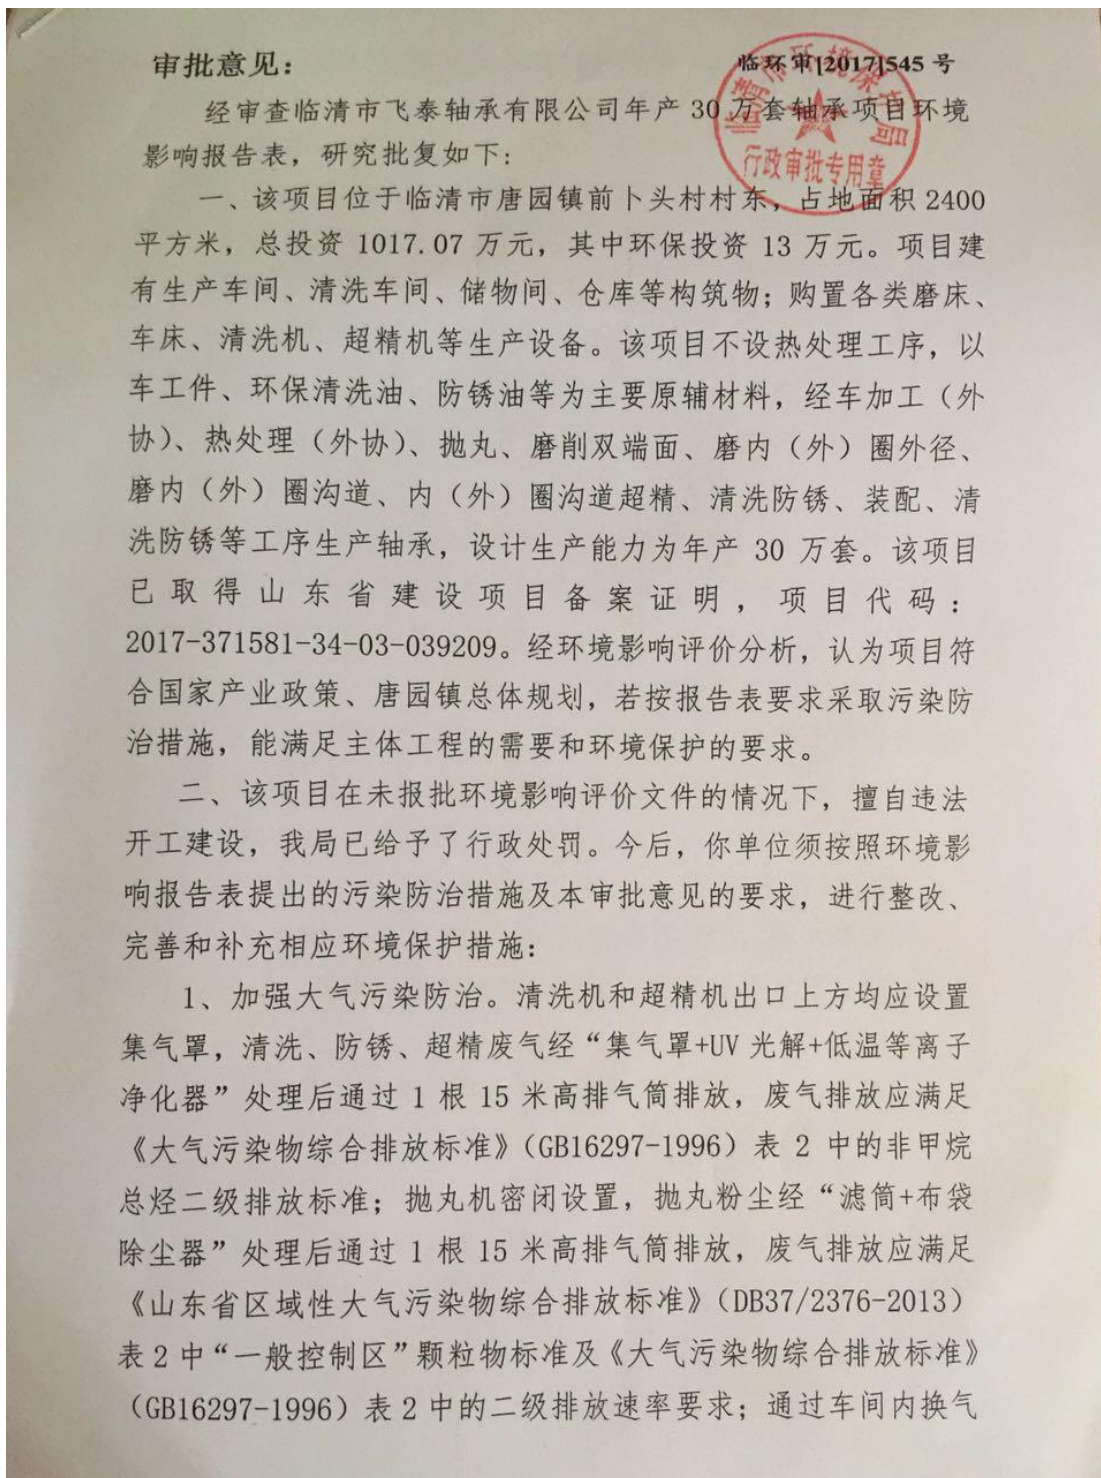 审批意见：
临环审[2017]545 号
经审查临清市飞泰轴承有限公司年产 30 万套轴承项目环境
影响报告表，研究批复如下：
临清市环境保护局
行政审批专用章
一、该项目位于临清市唐园镇前卜头村村东，占地面积 2400
平方米，总投资 1017.07 万元，其中环保投资 13 万元。项目建
有生产车间、清洗车间、储物间、仓库等构筑物；购置各类磨床、
车床、清洗机、超精机等生产设备。该项目不设热处理工序，以
车工件、环保清洗油、防锈油等为主要原辅材料，经车加工（外
协）、热处理（外协）、抛丸、磨削双端面、磨内（外）圈外径、
磨内（外）圈沟道、内（外）圈沟道超精、清洗防锈、装配、清
洗防锈等工序生产轴承，设计生产能力为年产 30 万套。该项目
已取得山东省建设项目备案证明，项目代码：
2017-371581-34-03-039209。经环境影响评价分析，认为项目符
合国家产业政策、唐园镇总体规划，若按报告表要求采取污染防
治措施，能满足主体工程的需要和环境保护的要求。
二、该项目在未报批环境影响评价文件的情况下，擅自违法
开工建设，我局已给予了行政处罚。今后，你单位须按照环境影
响报告表提出的污染防治措施及本审批意见的要求，进行整改、
完善和补充相应环境保护措施：
1、加强大气污染防治。清洗机和超精机出口上方均应设置
集气罩，清洗、防锈、超精废气经“集气罩+UV 光解+低温等离子
净化器”处理后通过 1 根 15 米高排气筒排放，废气排放应满足
《大气污染物综合排放标准》（GB16297-1996）表 2 中的非甲烷
总烃二级排放标准；抛丸机密闭设置，抛丸粉尘经“滤筒+布袋
除尘器”处理后通过 1 根 15 米高排气筒排放，废气排放应满足
《山东省区域性大气污染物综合排放标准》（DB37/2376-2013）
表 2 中“一般控制区”颗粒物标准及《大气污染物综合排放标准》
（GB16297-1996）表 2 中的二级排放速率要求；通过车间内换气